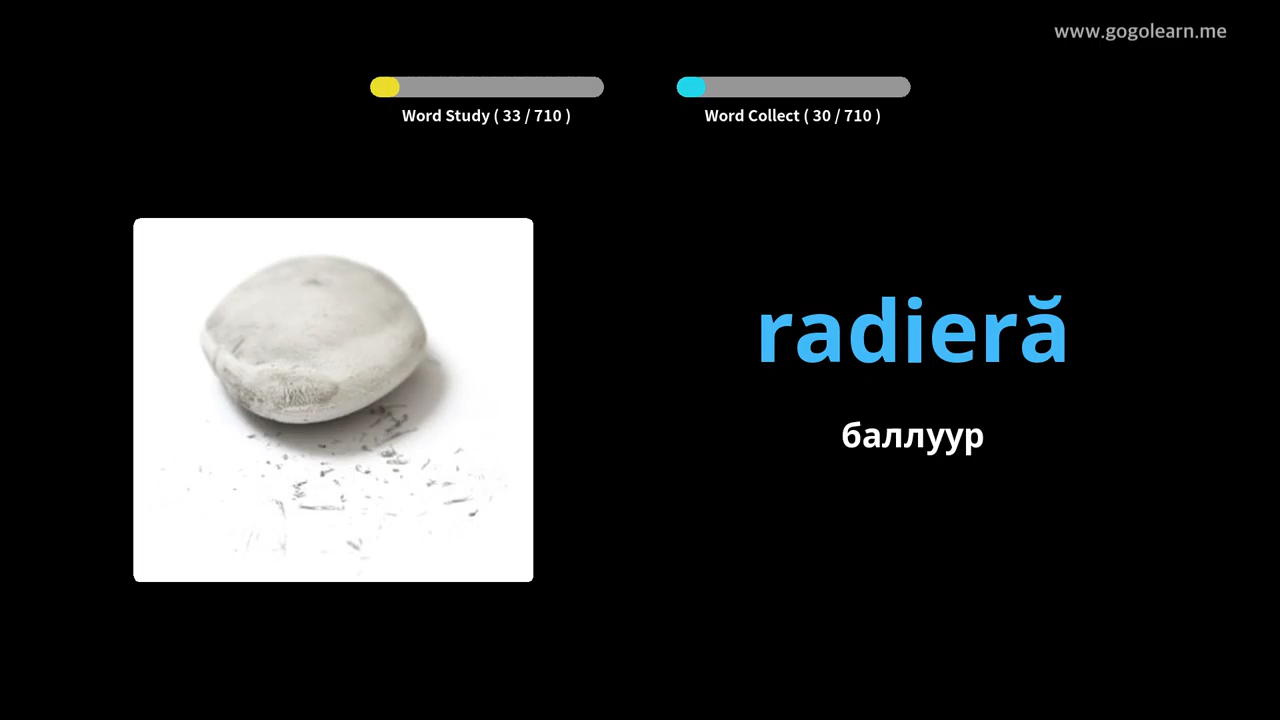 www.gogolearn.me
Word Study ( 33 / 710 )
Word Collect ( 30 / 710 )
radieră
баллуур